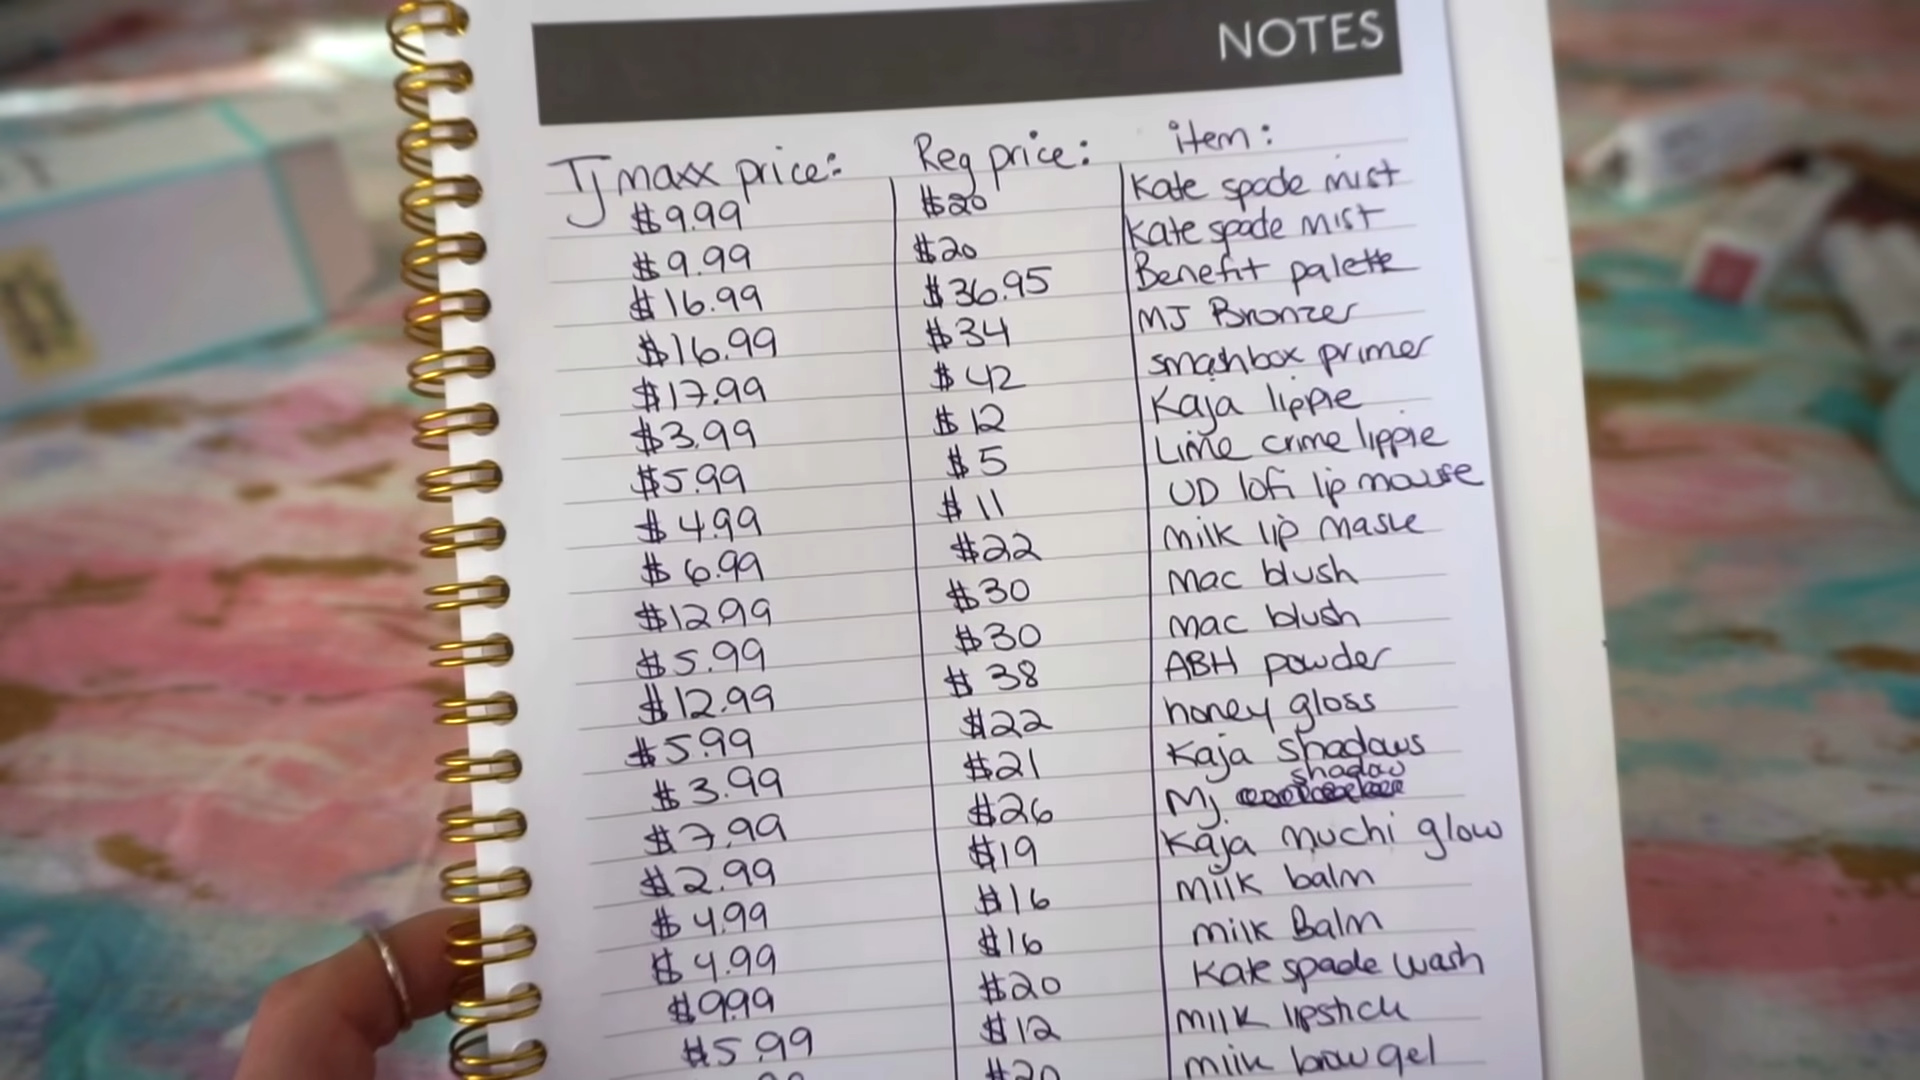 NOTES
TJ maxx price: Reg price: item:
$9.99 $20 Kate spade mist
$9.99 $20 Kate spade mist
$16.99 $36.95 Benefit palette
$16.99 $34 MJ Bronzer
$17.99 $42 smashbox primer
$3.99 $12 Kaja lippie
$5.99 $5 Lime crime lippie
$4.99 $11 UD lofi lip mouse
$6.99 $22 milk lip mask
$12.99 $30 mac blush
$5.99 $30 mac blush
$12.99 $38 ABH powder
$5.99 $22 honey gloss
$3.99 $21 Kaja shadows
$7.99 $26 Mj shadow
$2.99 $19 Kaja muchi glow
$4.99 $16 milk balm
$4.99 $16 milk Balm
$9.99 $20 Kate spade wash
$5.99 $12 milk lipstick
$20 milk brow gel